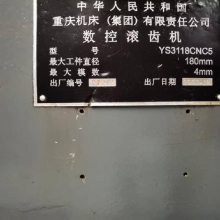 中华人民共和国
重庆机床(集团)有限责任公司
数控滚齿机
型号 YS3118CNC5
最大工件直径 180mm
最大模数 4mm
出厂编号 出厂日期